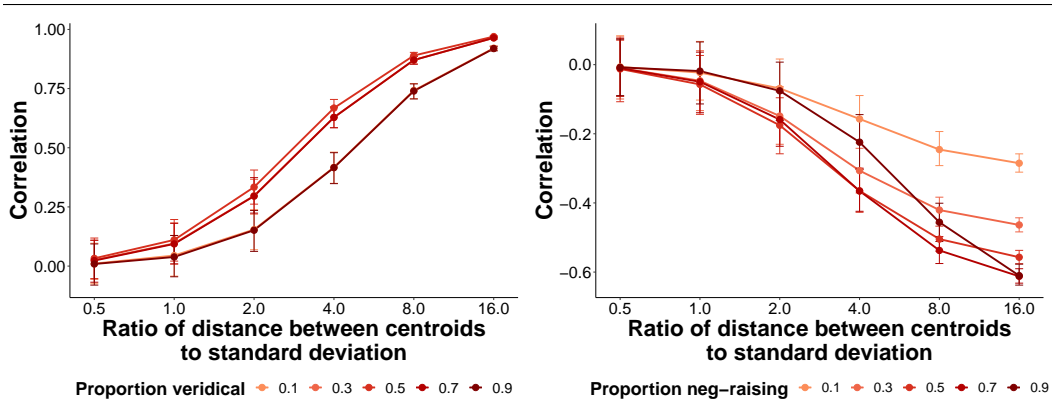 Correlation
1.00
0.75
0.50
0.25
0.00
0.5 1.0 2.0 4.0 8.0 16.0
Ratio of distance between centroids
to standard deviation
Proportion veridical 0.1 0.3 0.5 0.7 0.9
Correlation
0.0
−0.2
−0.4
−0.6
0.5 1.0 2.0 4.0 8.0 16.0
Ratio of distance between centroids
to standard deviation
Proportion neg−raising 0.1 0.3 0.5 0.7 0.9